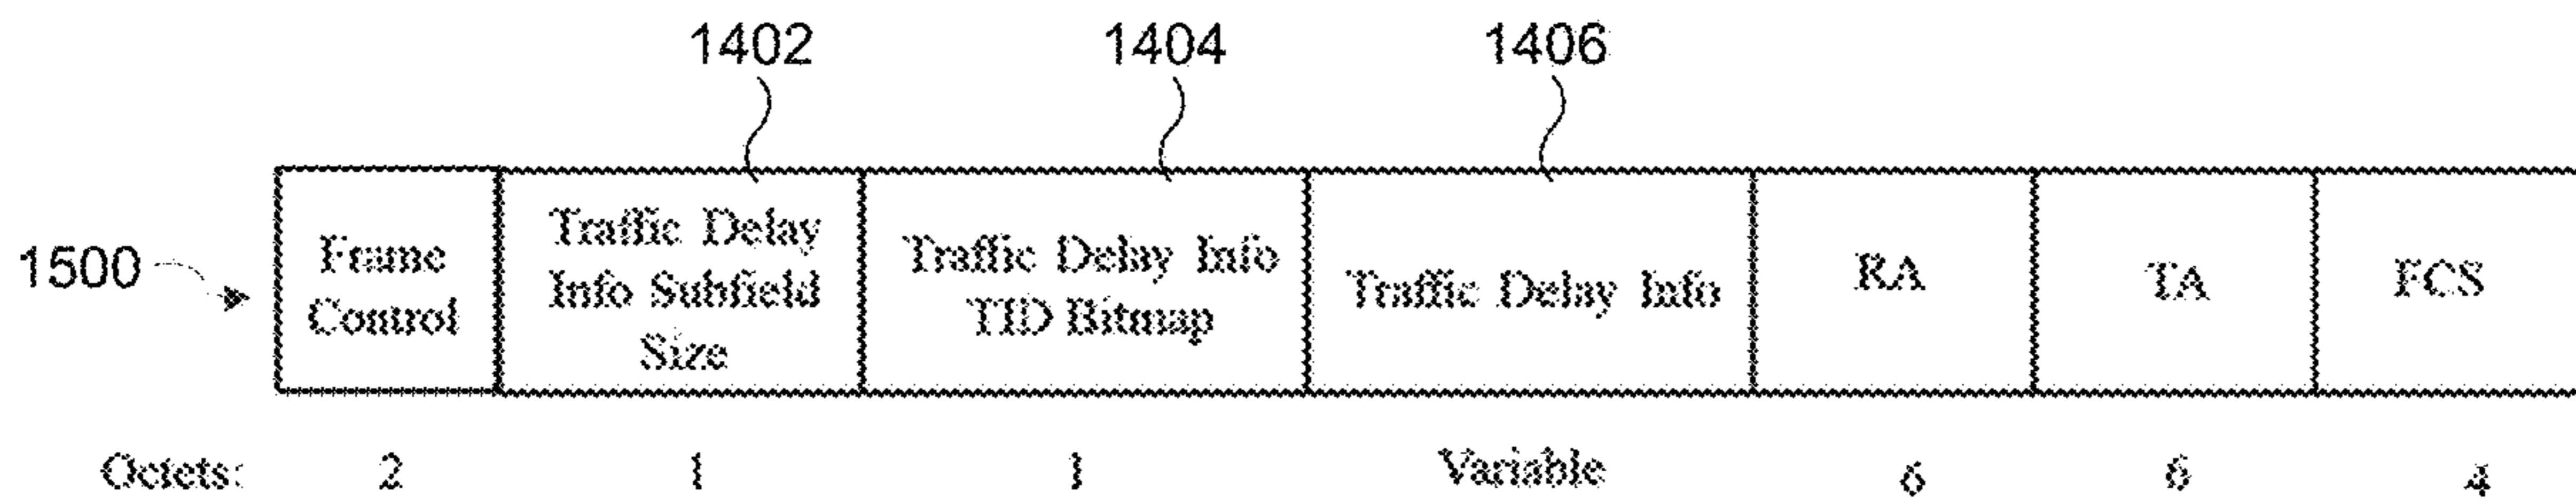 1402 1404 1406
1500
Frame
Control
Traffic Delay
Info Subfield
Size
Traffic Delay Info
TID Bitmap
Traffic Delay Info
RA
TA
FCS
Octets: 2 1 1 Variable 6 6 4